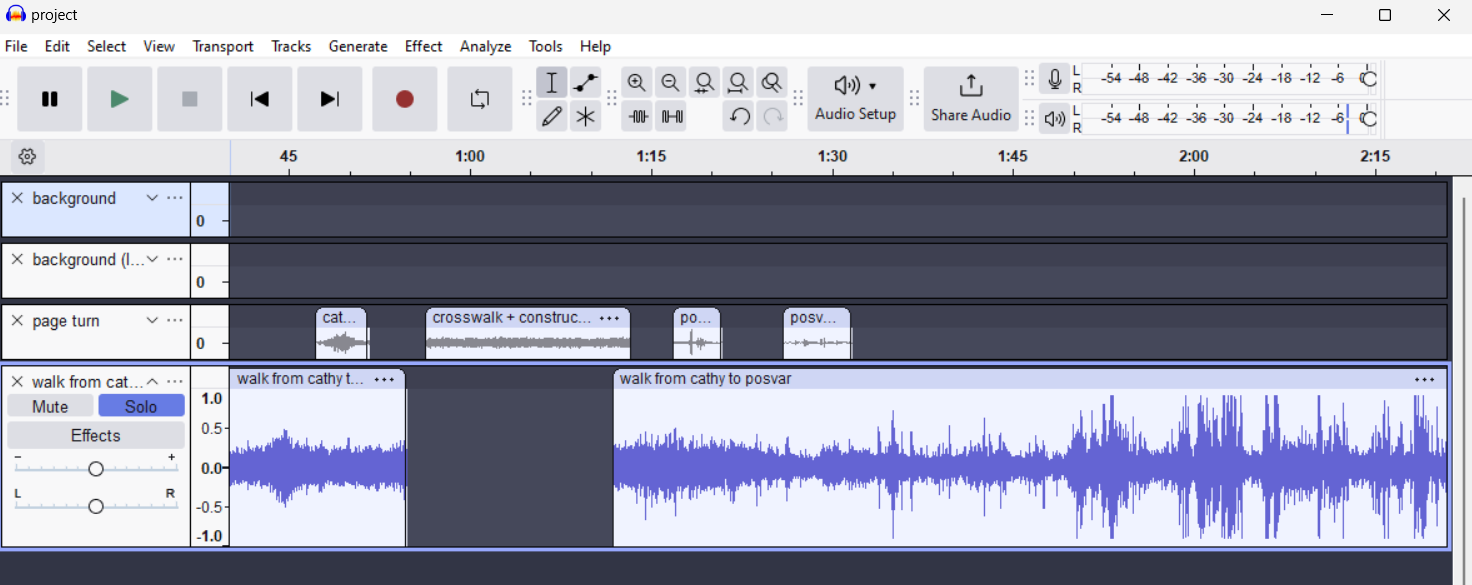 project
File Edit Select View Transport Tracks Generate Effect Analyze Tools Help
Audio Setup
Share Audio
L
R
-54 -48 -42 -36 -30 -24 -18 -12 -6 0
L
R
-54 -48 -42 -36 -30 -24 -18 -12 -6 0
45 1:00 1:15 1:30 1:45 2:00 2:15
background
0
background (l...
0
page turn
0
cat...
crosswalk + construc...
po...
posv...
walk from cat...
Mute Solo
Effects
- +
L R
1.0
0.5
0.0
-0.5
-1.0
walk from cathy t...
walk from cathy to posvar